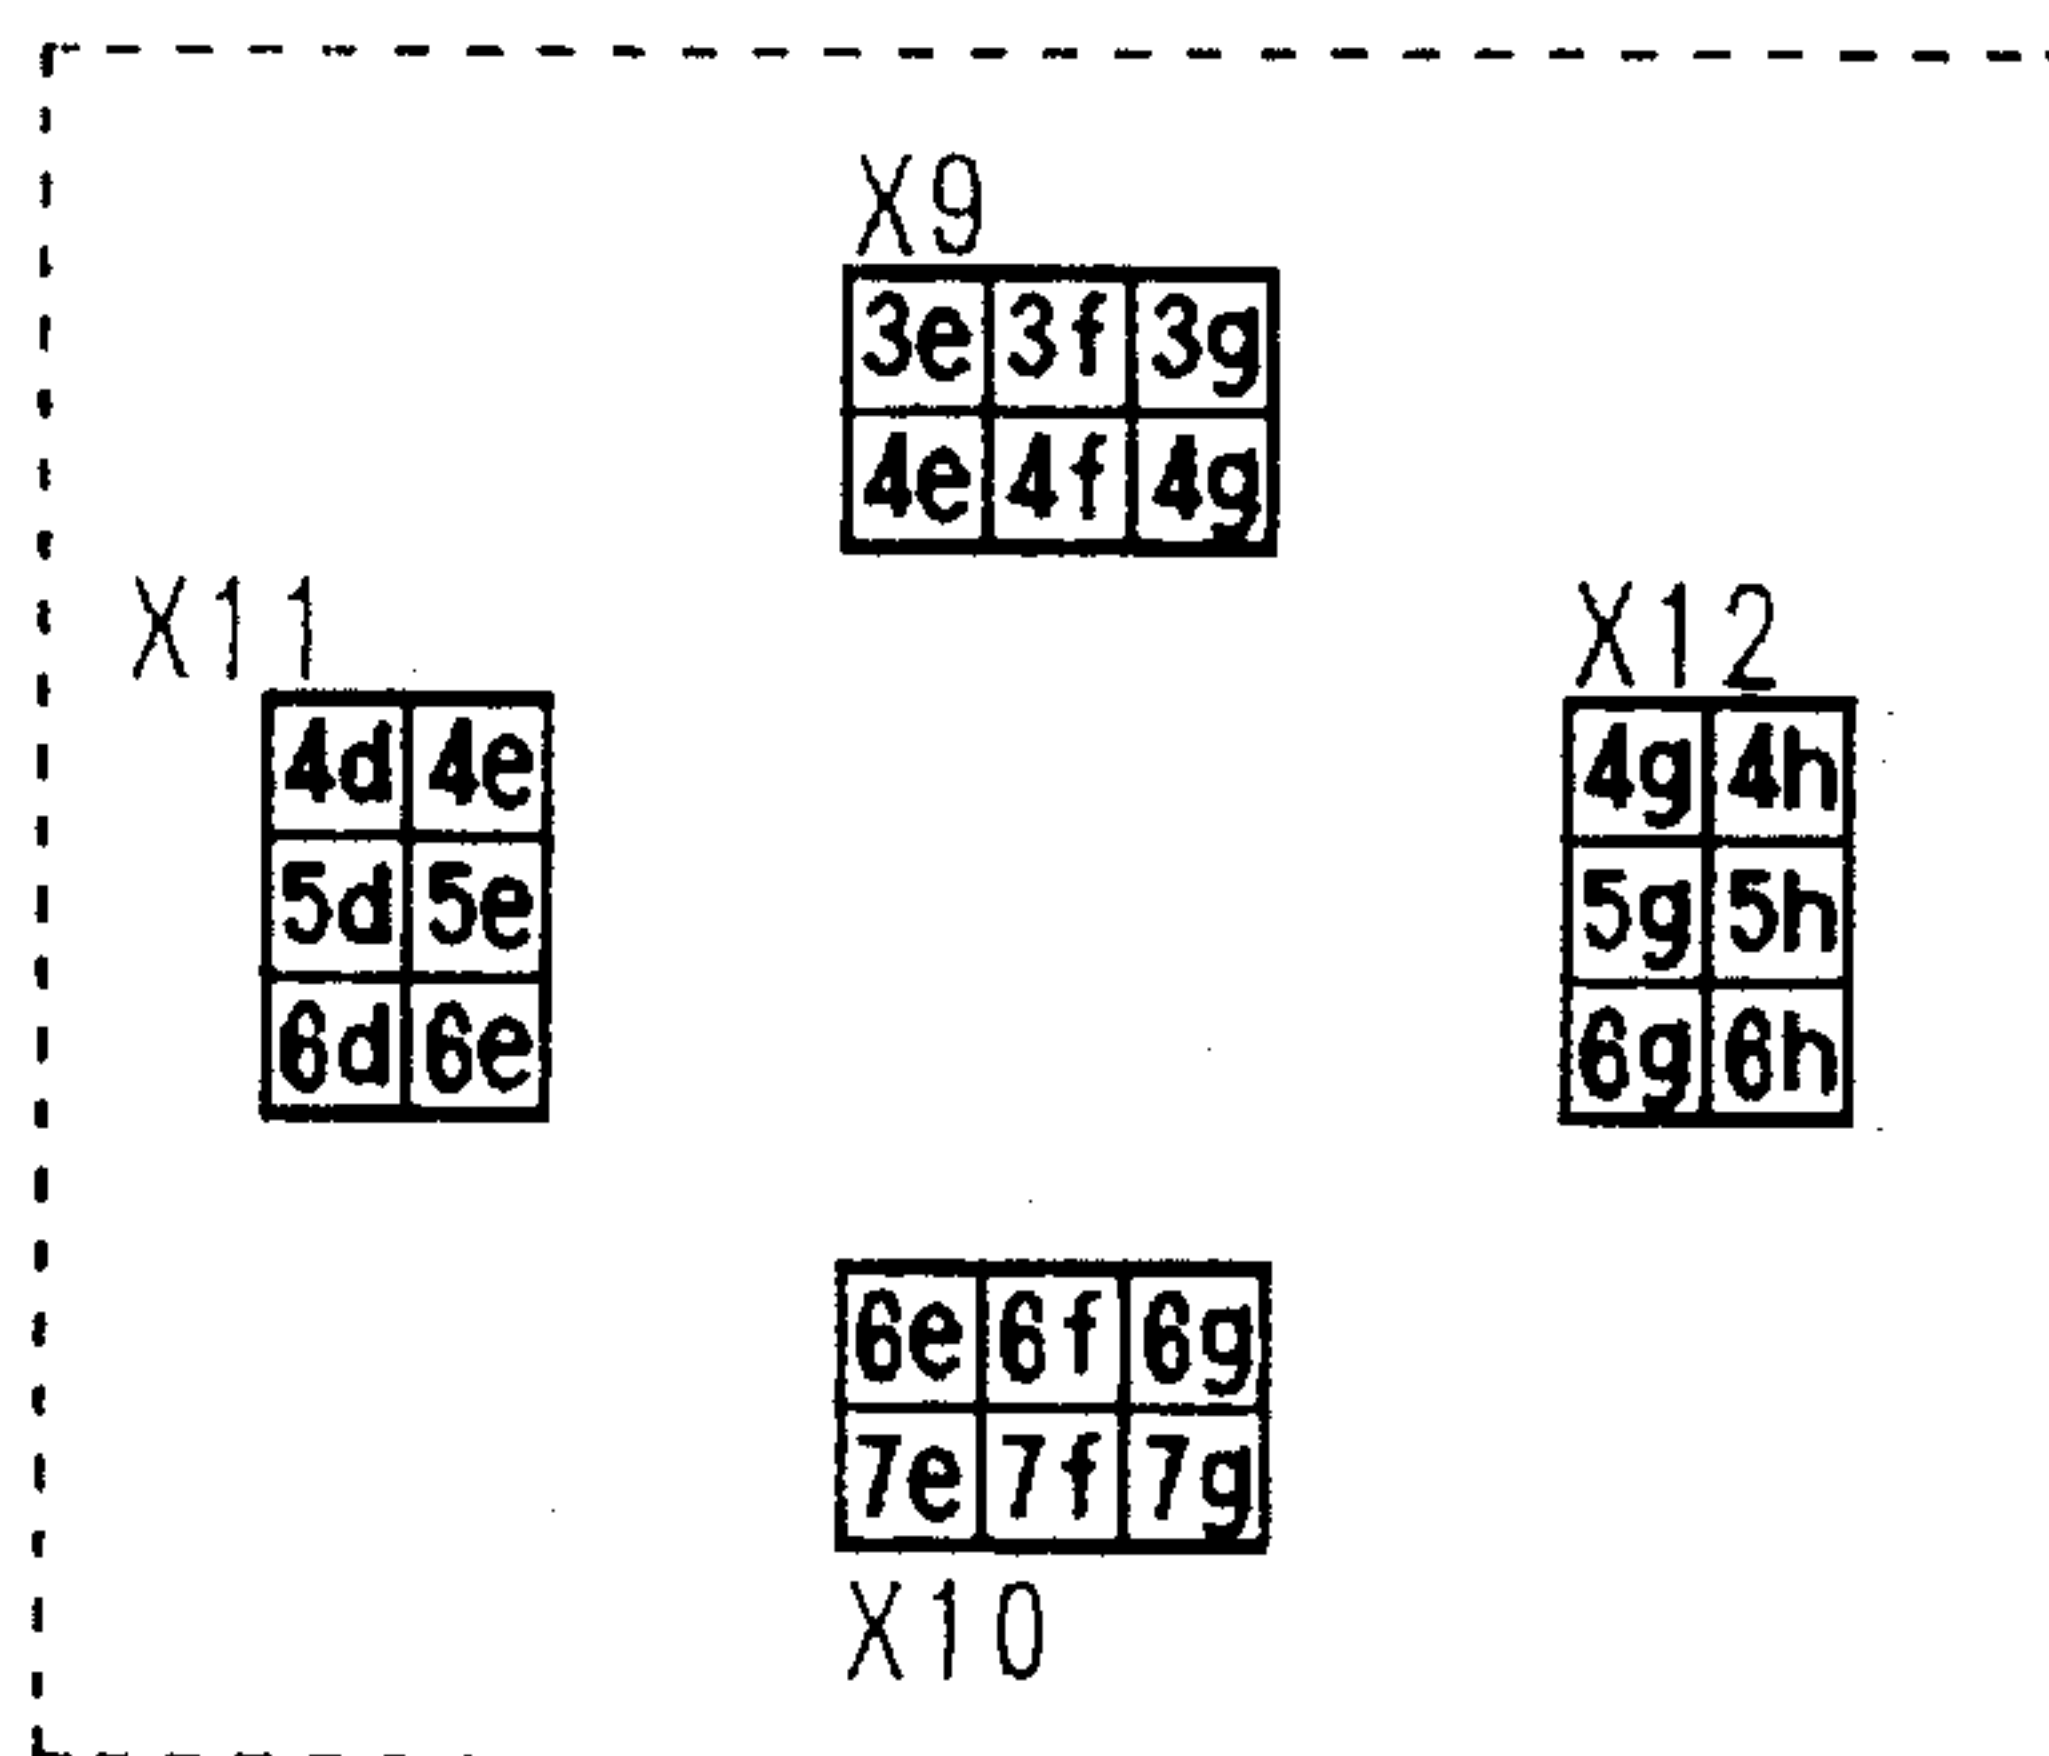 X9
3e 3f 3g
4e 4f 4g
X11
4d 4e
5d 5e
6d 6e
X12
4g 4h
5g 5h
6g 6h
6e 6f 6g
7e 7f 7g
X10